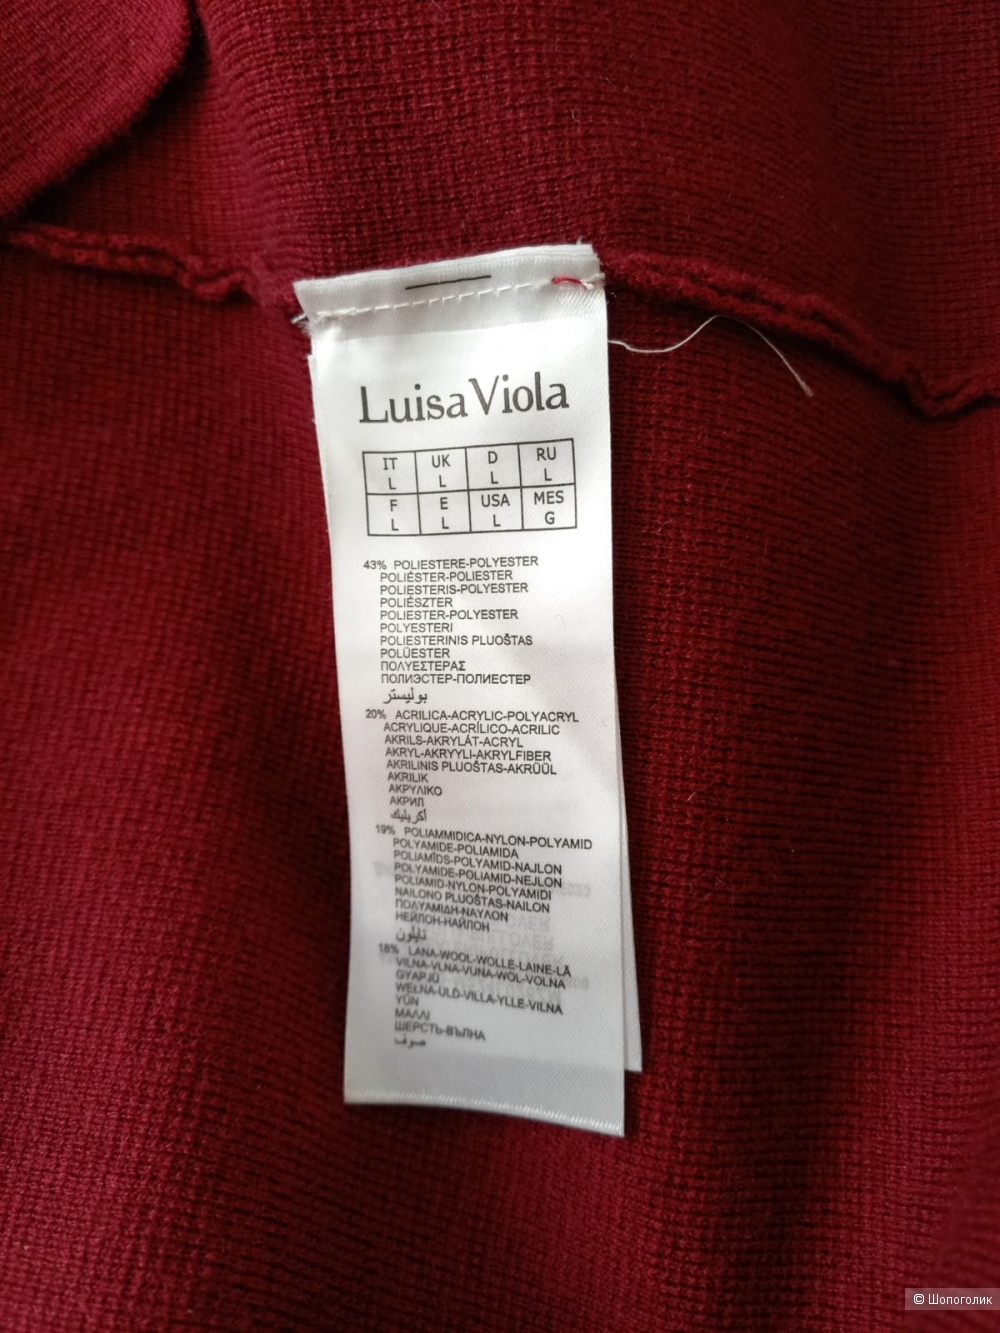 Luisa Viola
IT UK D RU
L L L L
F E USA MES
L L L G
43% POLIESTERE-POLYESTER
POLIÉSTER-POLIESTER
POLIESTERIS-POLYESTER
POLIÉSZTER
POLIESTER-POLYESTER
POLYESTERI
POLIESTERINIS PLUOŠTAS
POLÜESTER
ΠΟΛΥΕΣΤΕΡΑΣ
ПОЛИЭСТЕР-ПОЛИЕСТЕР
بوليستر
20% ACRILICA-ACRYLIC-POLYACRYL
ACRYLIQUE-ACRÍLICO-ACRILIC
AKRILS-AKRYLÁT-ACRYL
AKRYL-AKRYYLI-AKRYLFIBER
AKRILINIS PLUOŠTAS-AKRÜÜL
AKRILIK
ΑΚΡΥΛΙΚΟ
АКРИЛ
أكريليك
19% POLIAMMIDICA-NYLON-POLYAMID
POLYAMIDE-POLIAMIDA
POLIAMĪDS-POLYAMID-NAJLON
POLYAMIDE-POLIAMID-NEJLON
POLIAMID-NYLON-POLYAMIDI
NAILONO PLUOŠTAS-NAILON
ΠΟΛΥΑΜΙΔΗ-ΝΑΥΛΟΝ
НЕЙЛОН-НАЙЛОН
نايلون
18% LANA-WOOL-WOLLE-LAINE-LÃ
VILNA-VLNA-VUNA-WOL-VOLNA
GYAPJÚ
WEŁNA-ULD-VILLA-YLLE-VILNA
YÜN
ΜΑΛΛΙ
ШЕРСТЬ-ВЪЛНА
صوف
© Шопоголик